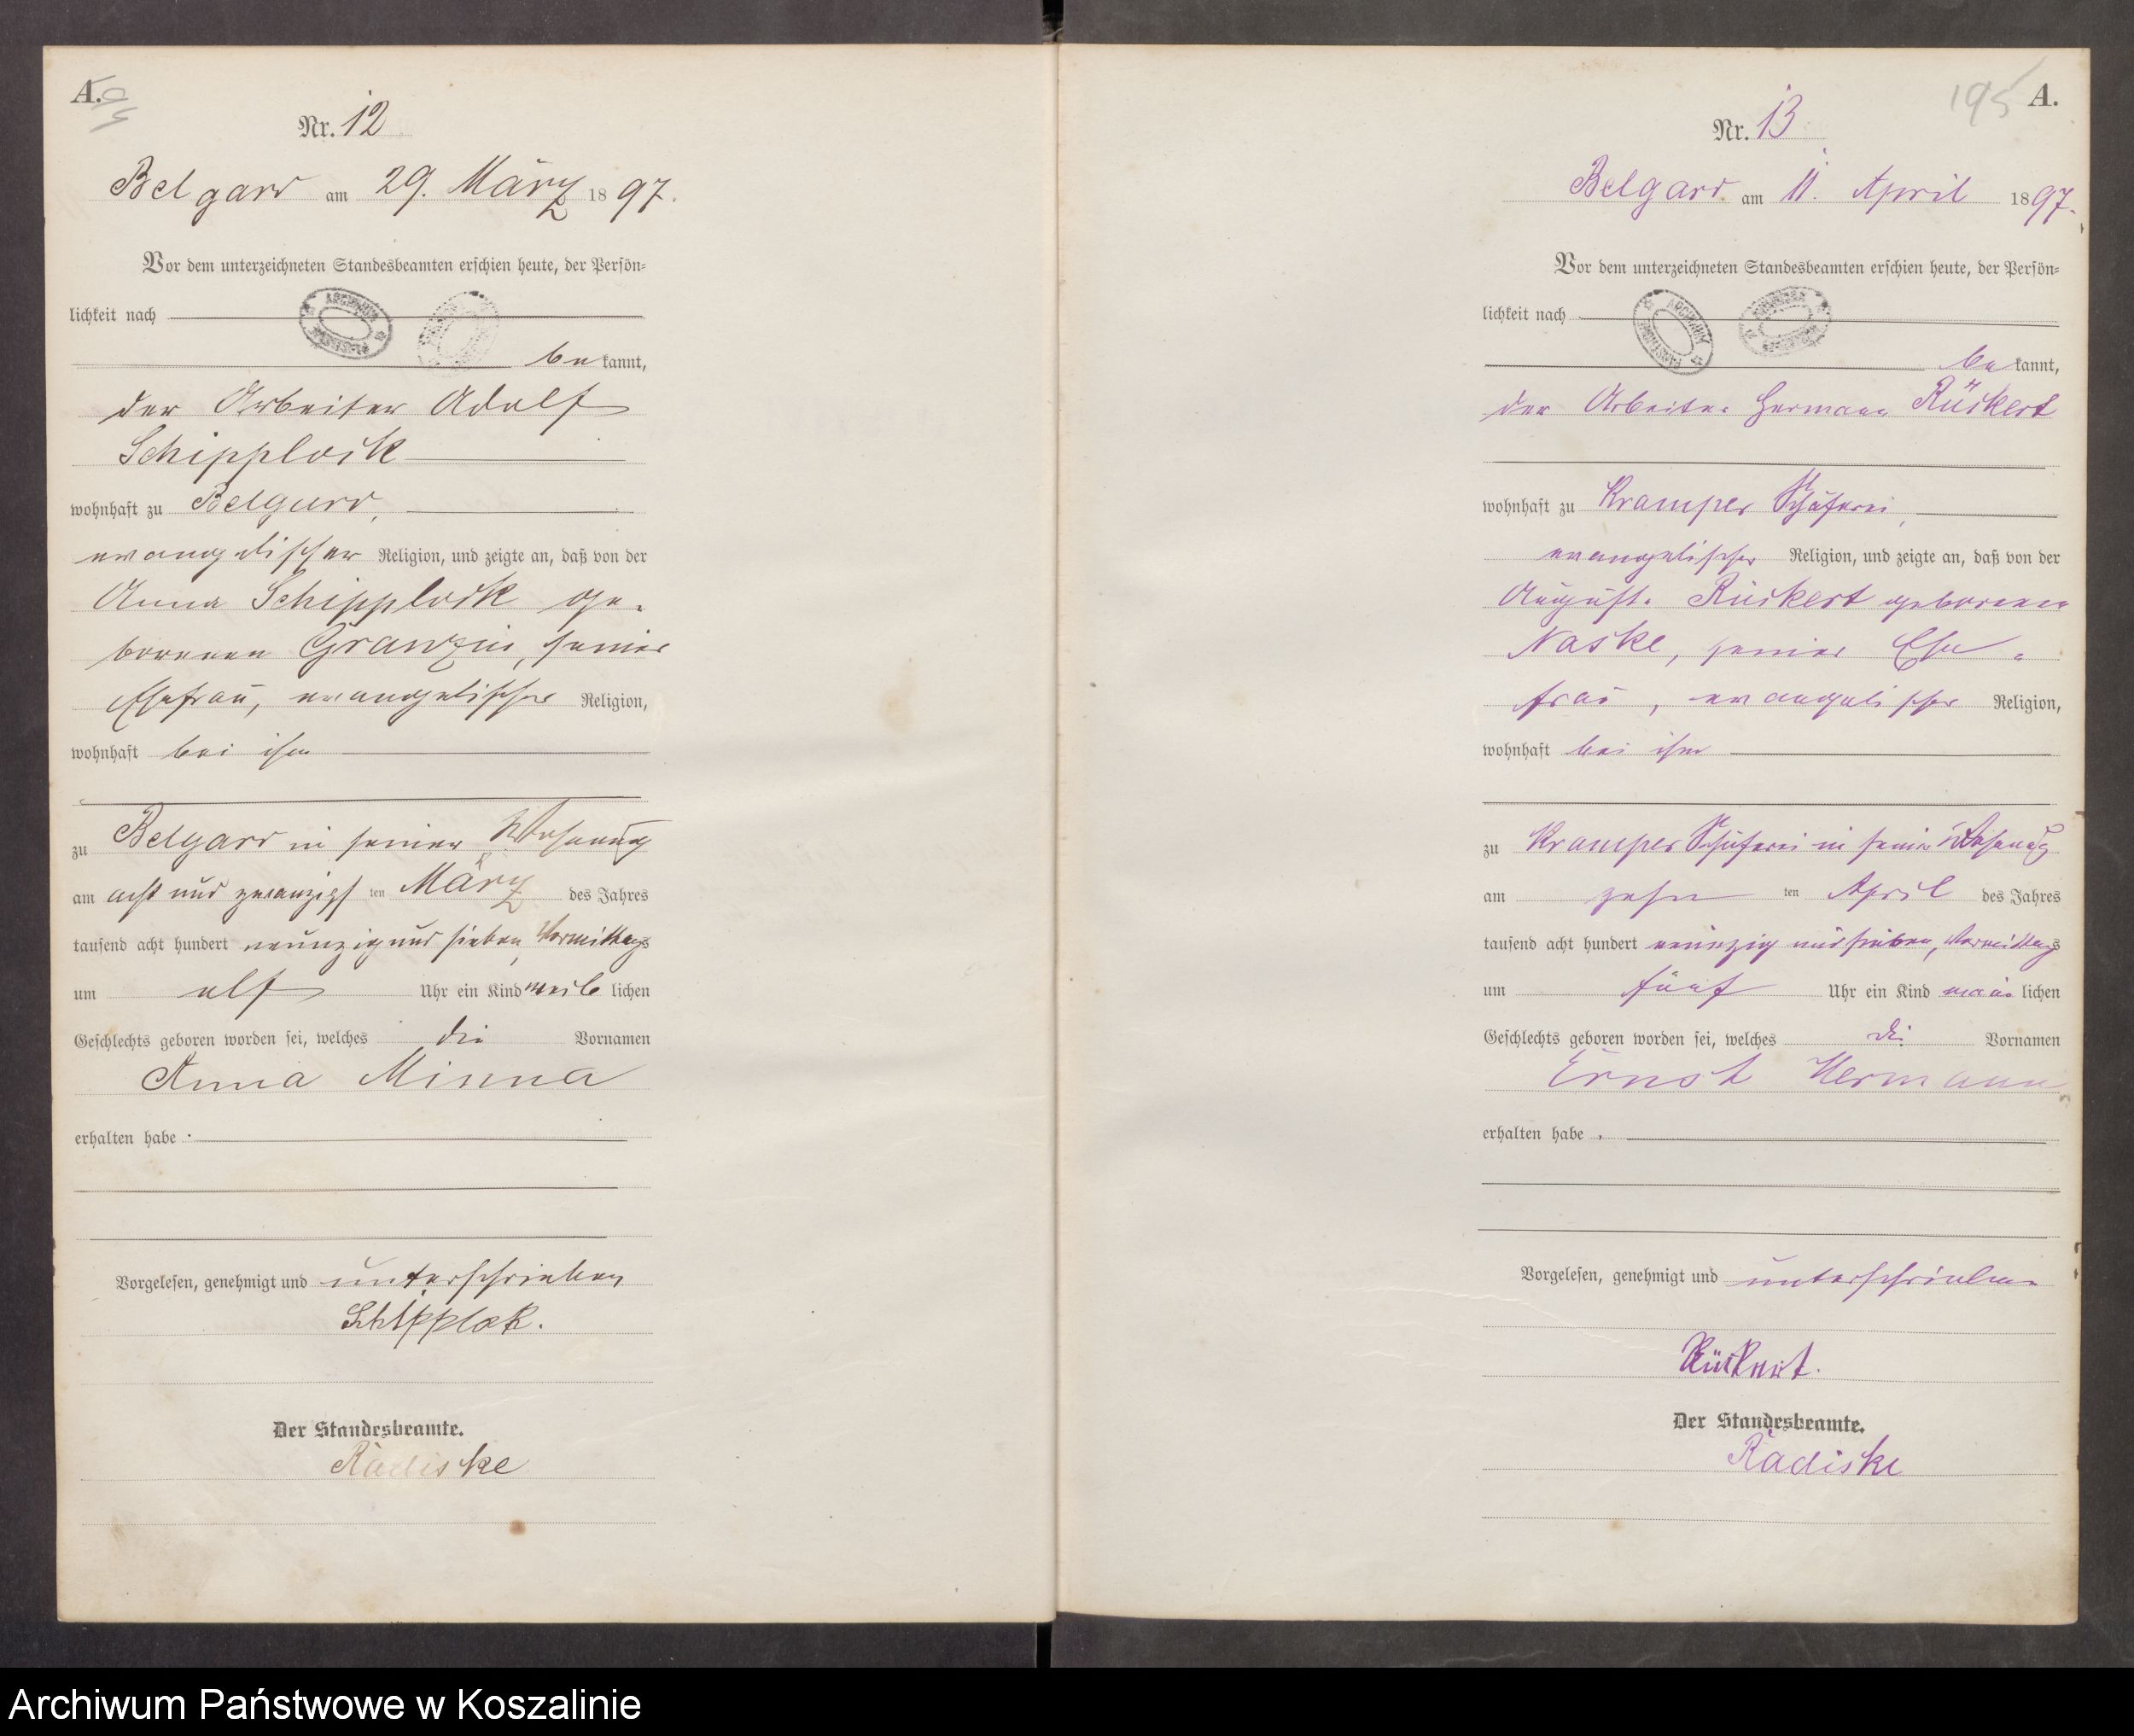 A.
Nr. 12
Belgard am 29. März 1897.
Vor dem unterzeichneten Standesbeamten erschien heute, der Persön-
lichkeit nach
be kannt,
der Arbeiter Adolf
Schipplock
wohnhaft zu Belgard,
evangelischer Religion, und zeigte an, daß von der
Anna Schipplock ge-
borenen Granzin, seiner
Ehefrau, evangelischer Religion,
wohnhaft bei ihm
zu Belgard in seiner Wohnung
am acht und zwanzigsten März des Jahres
tausend acht hundert neunzig und sieben, Vormittags
um elf Uhr ein Kind weiblichen
Geschlechts geboren worden sei, welches die Vornamen
Anna Minna
erhalten habe.
Vorgelesen, genehmigt und unterschrieben
Schipplok.
Der Standesbeamte.
Radiske
195 A.
Nr. 13
Belgard am 11. April 1897.
Vor dem unterzeichneten Standesbeamten erschien heute, der Persön-
lichkeit nach
be kannt,
der Arbeiter Hermann Rückert
wohnhaft zu Kramper Schäferei,
evangelischer Religion, und zeigte an, daß von der
Rückert geborenen
Naske, seiner Ehe-
frau, evangelischer Religion,
wohnhaft bei ihm
zu Kramper Schäferei in seiner Wohnung
am zehnten April des Jahres
tausend acht hundert neunzig und sieben, Vormittags
um fünf Uhr ein Kind männlichen
Geschlechts geboren worden sei, welches die Vornamen
Ernst Hermann
erhalten habe.
Vorgelesen, genehmigt und unterschrieben
Rückert.
Der Standesbeamte.
Radiske
Archiwum Państwowe w Koszalinie